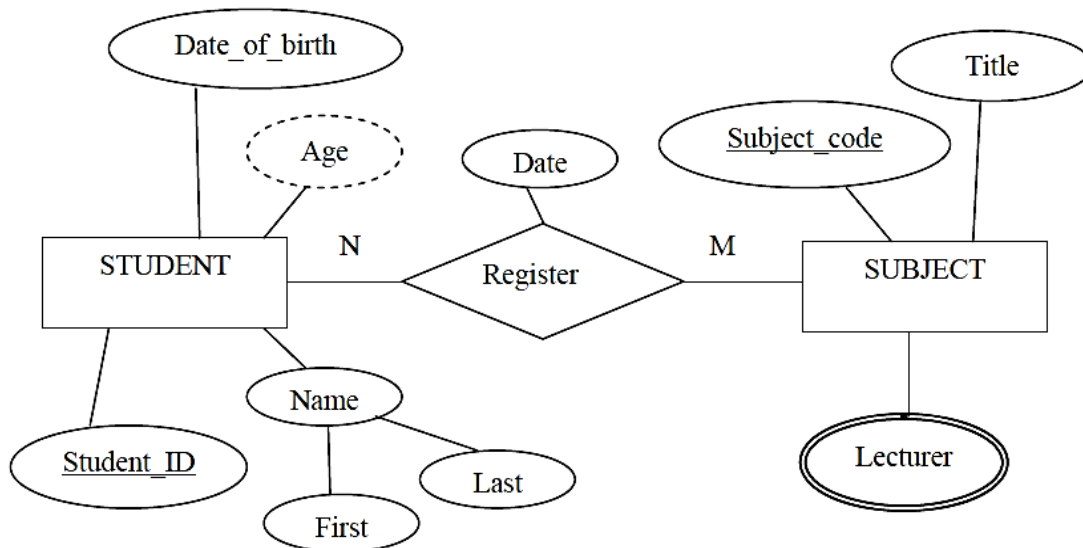 Date_of_birth
Title
Age
Date
Subject_code
STUDENT
N
Register
M
SUBJECT
Name
Student_ID
Last
First
Lecturer